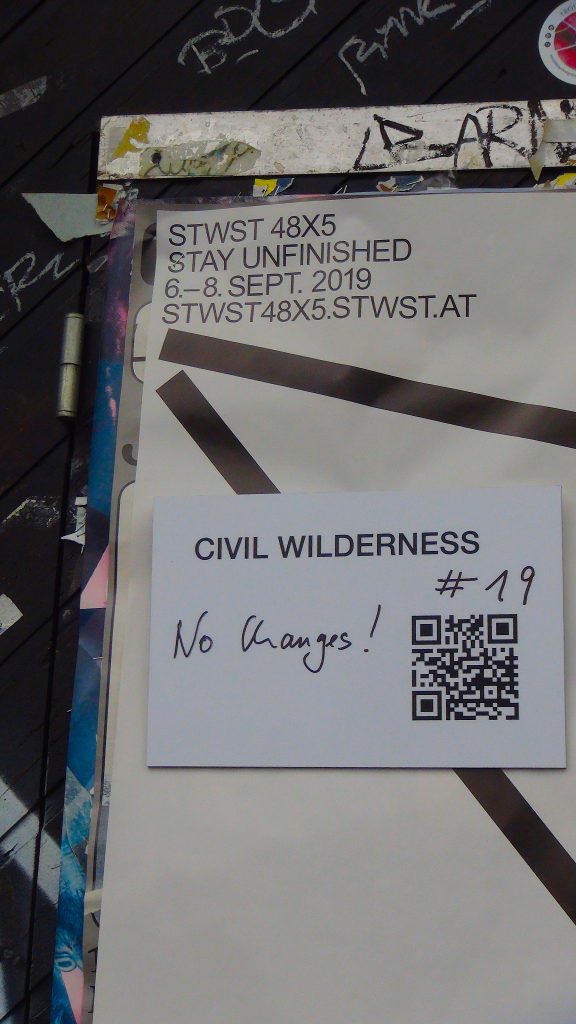 STWST 48X5
STAY UNFINISHED
6.–8. SEPT. 2019
STWST48X5.STWST.AT
CIVIL WILDERNESS
#19
No Changes!